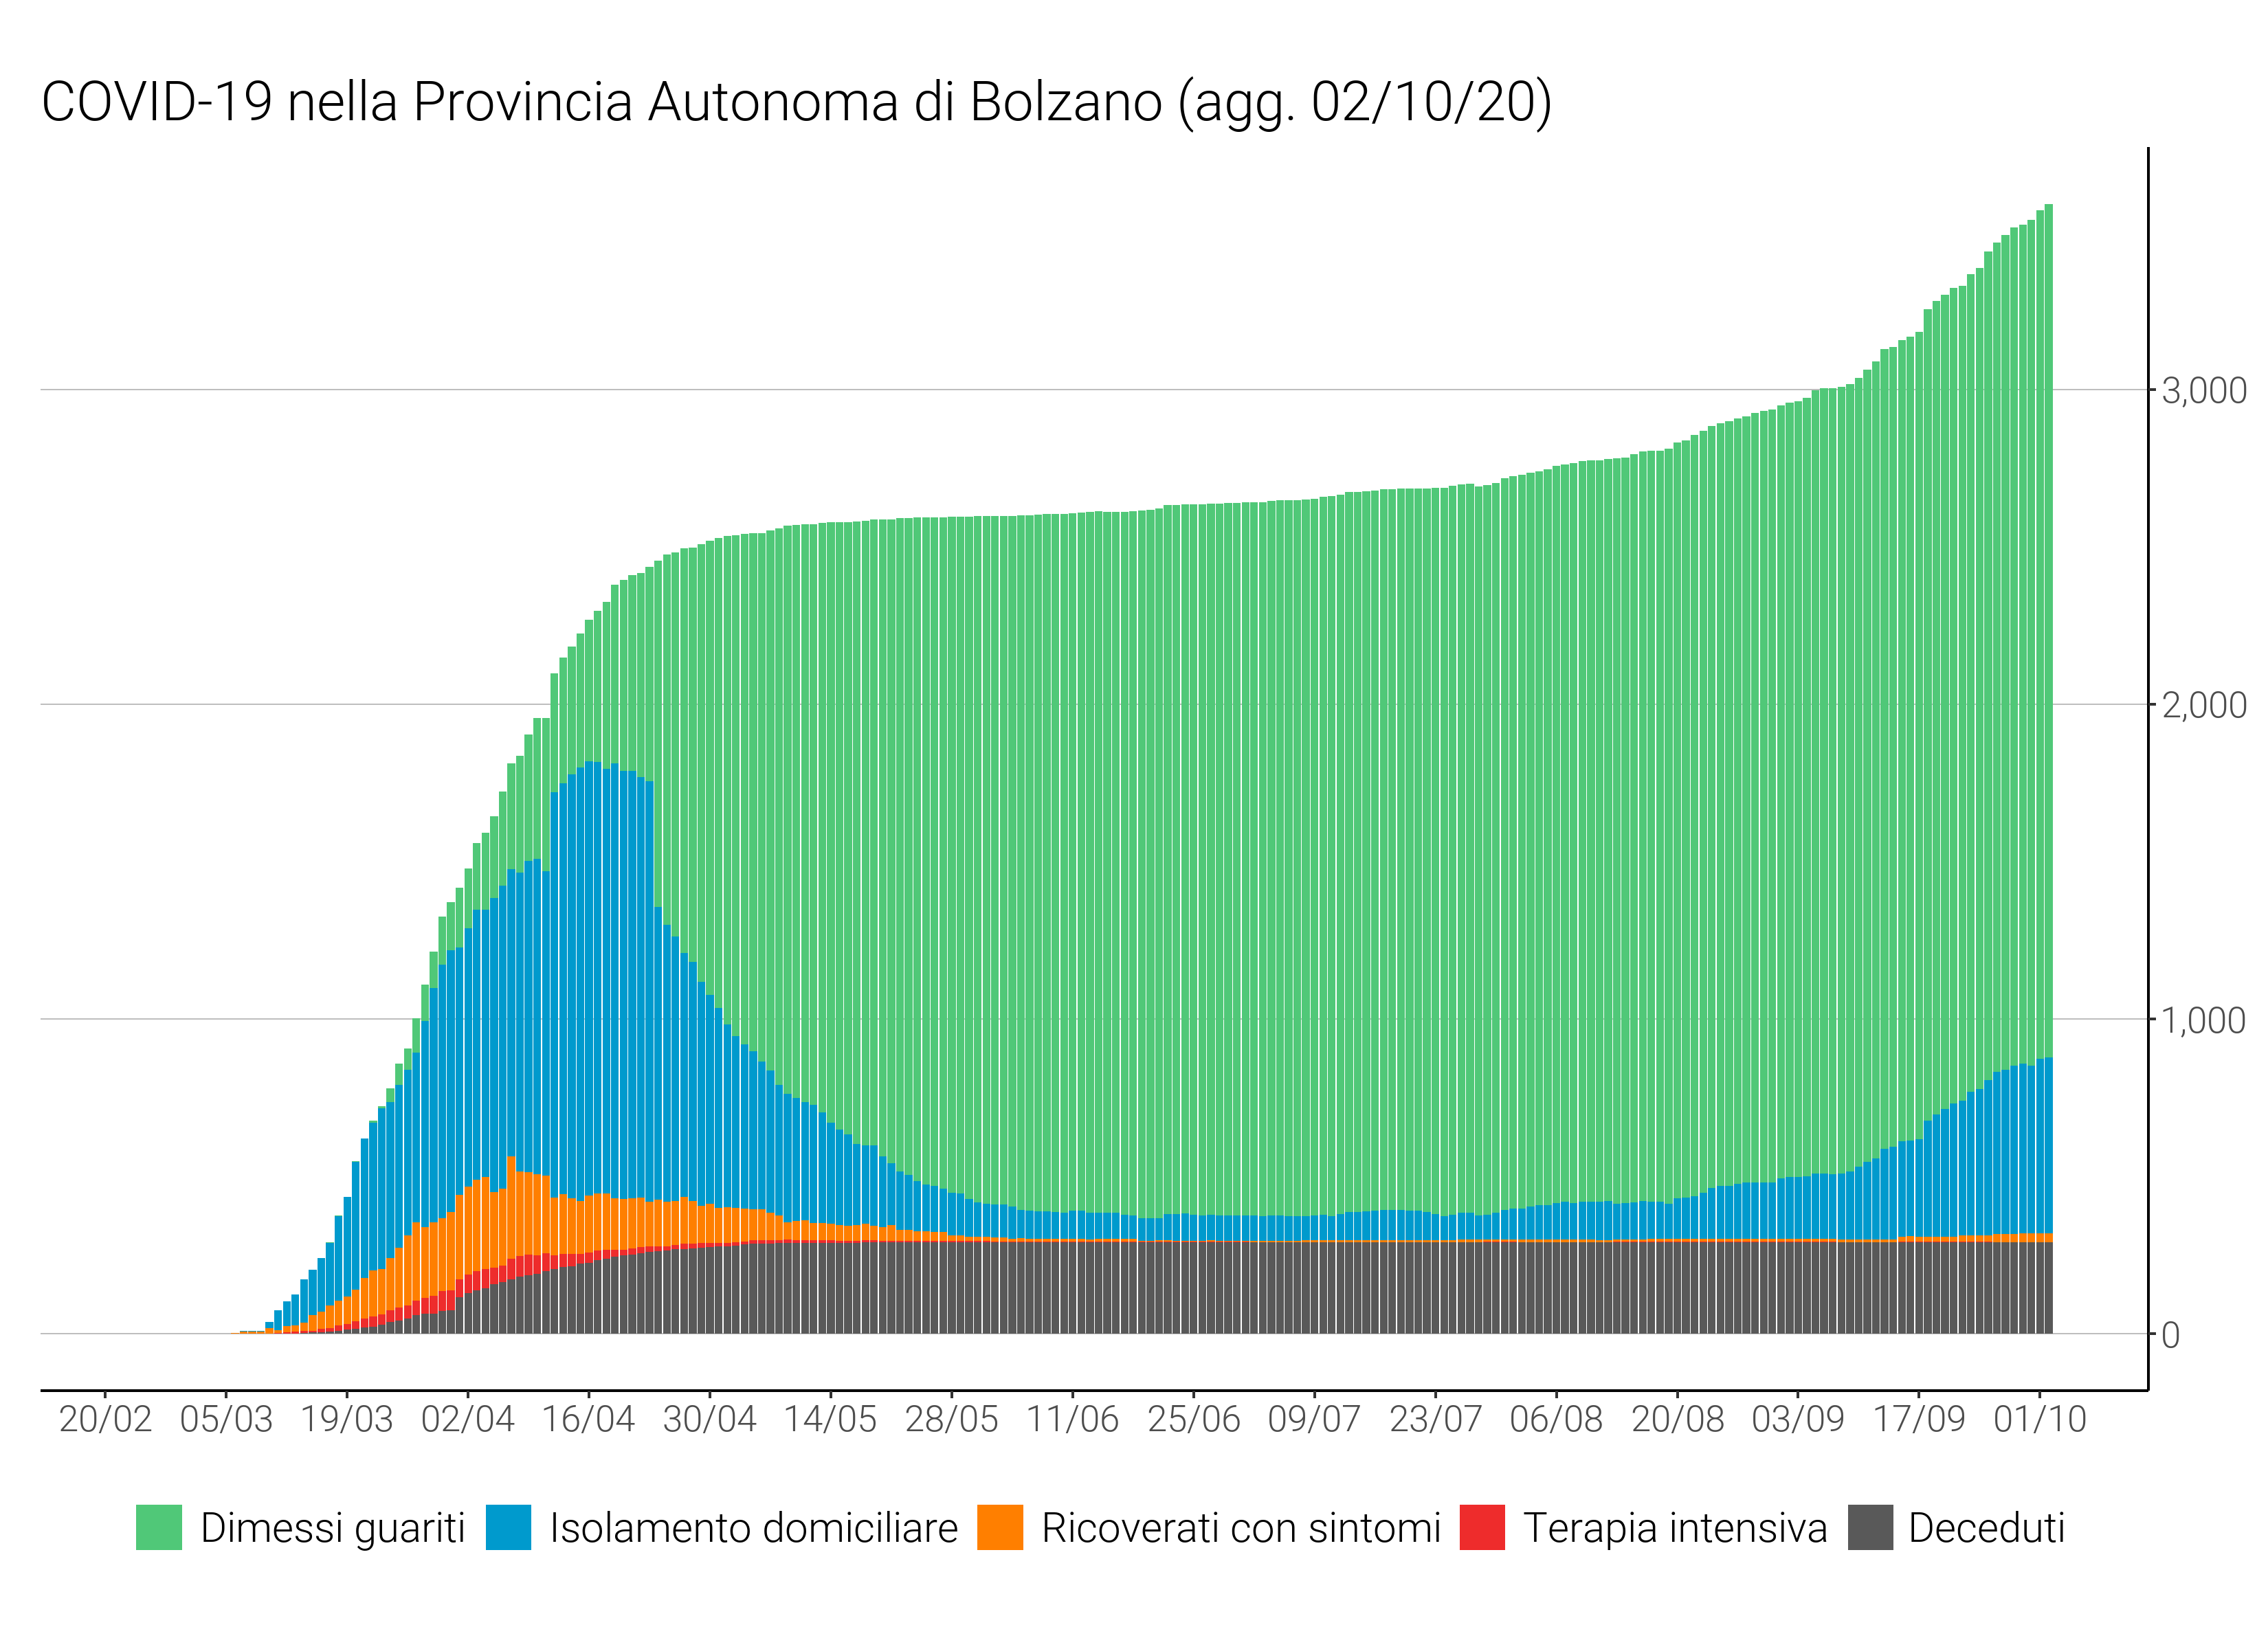 COVID-19 nella Provincia Autonoma di Bolzano (agg. 02/10/20)
3,000
2,000
1,000
0
20/02 05/03 19/03 02/04 16/04 30/04 14/05 28/05 11/06 25/06 09/07 23/07 06/08 20/08 03/09 17/09 01/10
Dimessi guariti Isolamento domiciliare Ricoverati con sintomi Terapia intensiva Deceduti